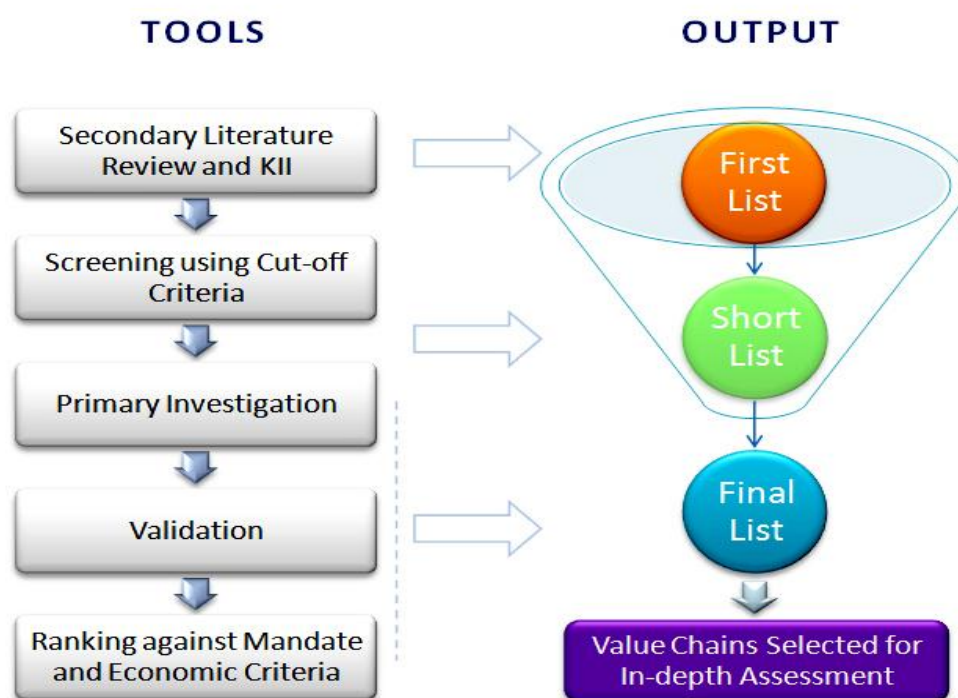 TOOLS
OUTPUT
Secondary Literature
Review and KII
First
List
Screening using Cut-off
Criteria
Short
List
Primary Investigation
Validation
Final
List
Ranking against Mandate
and Economic Criteria
Value Chains Selected for
In-depth Assessment